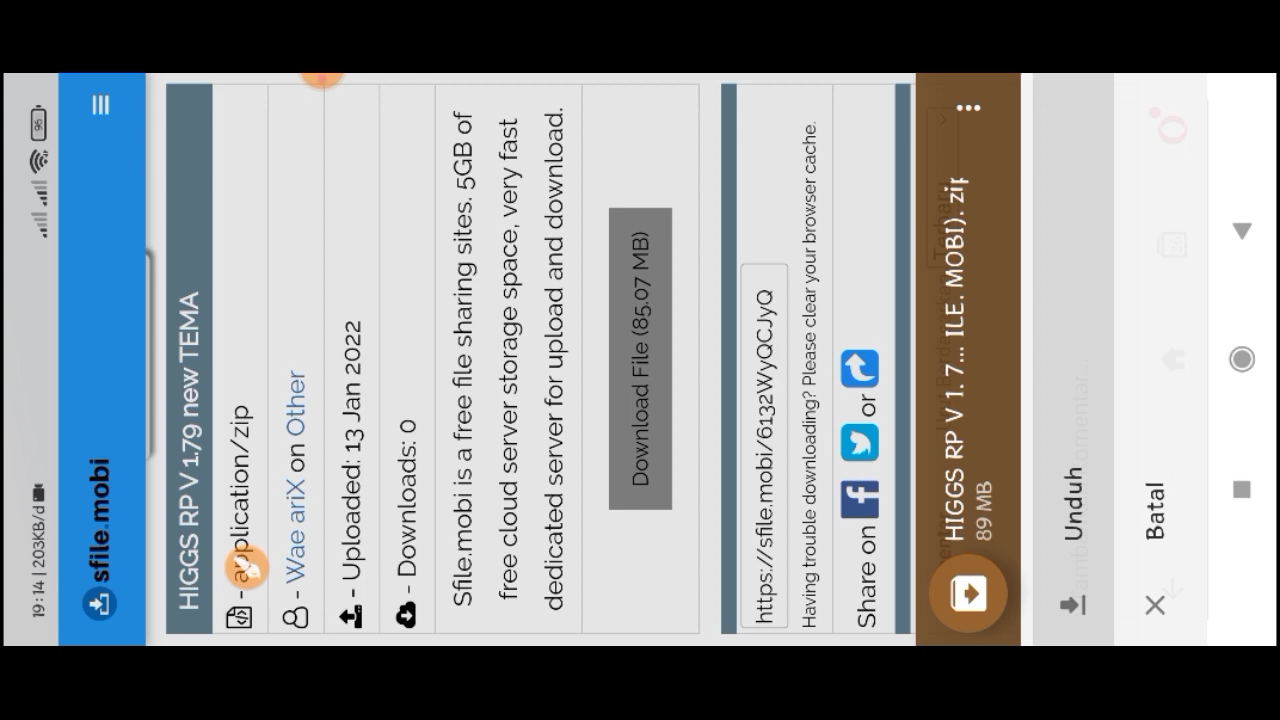 19:14 | 203KB/d
96
sfile.mobi
HIGGS RP V 1.79 new TEMA
- application/zip
- Wae ariX on Other
- Uploaded: 13 Jan 2022
- Downloads: 0
Sfile.mobi is a free file sharing sites. 5GB of
free cloud server storage space, very fast
dedicated server for upload and download.
Download File (85.07 MB)
https://sfile.mobi/6132WyQCJyQ
Having trouble downloading? Please clear your browser cache.
Share on or
HIGGS RP V 1. 7... ILE. MOBI). zip
89 MB
Unduh
Batal